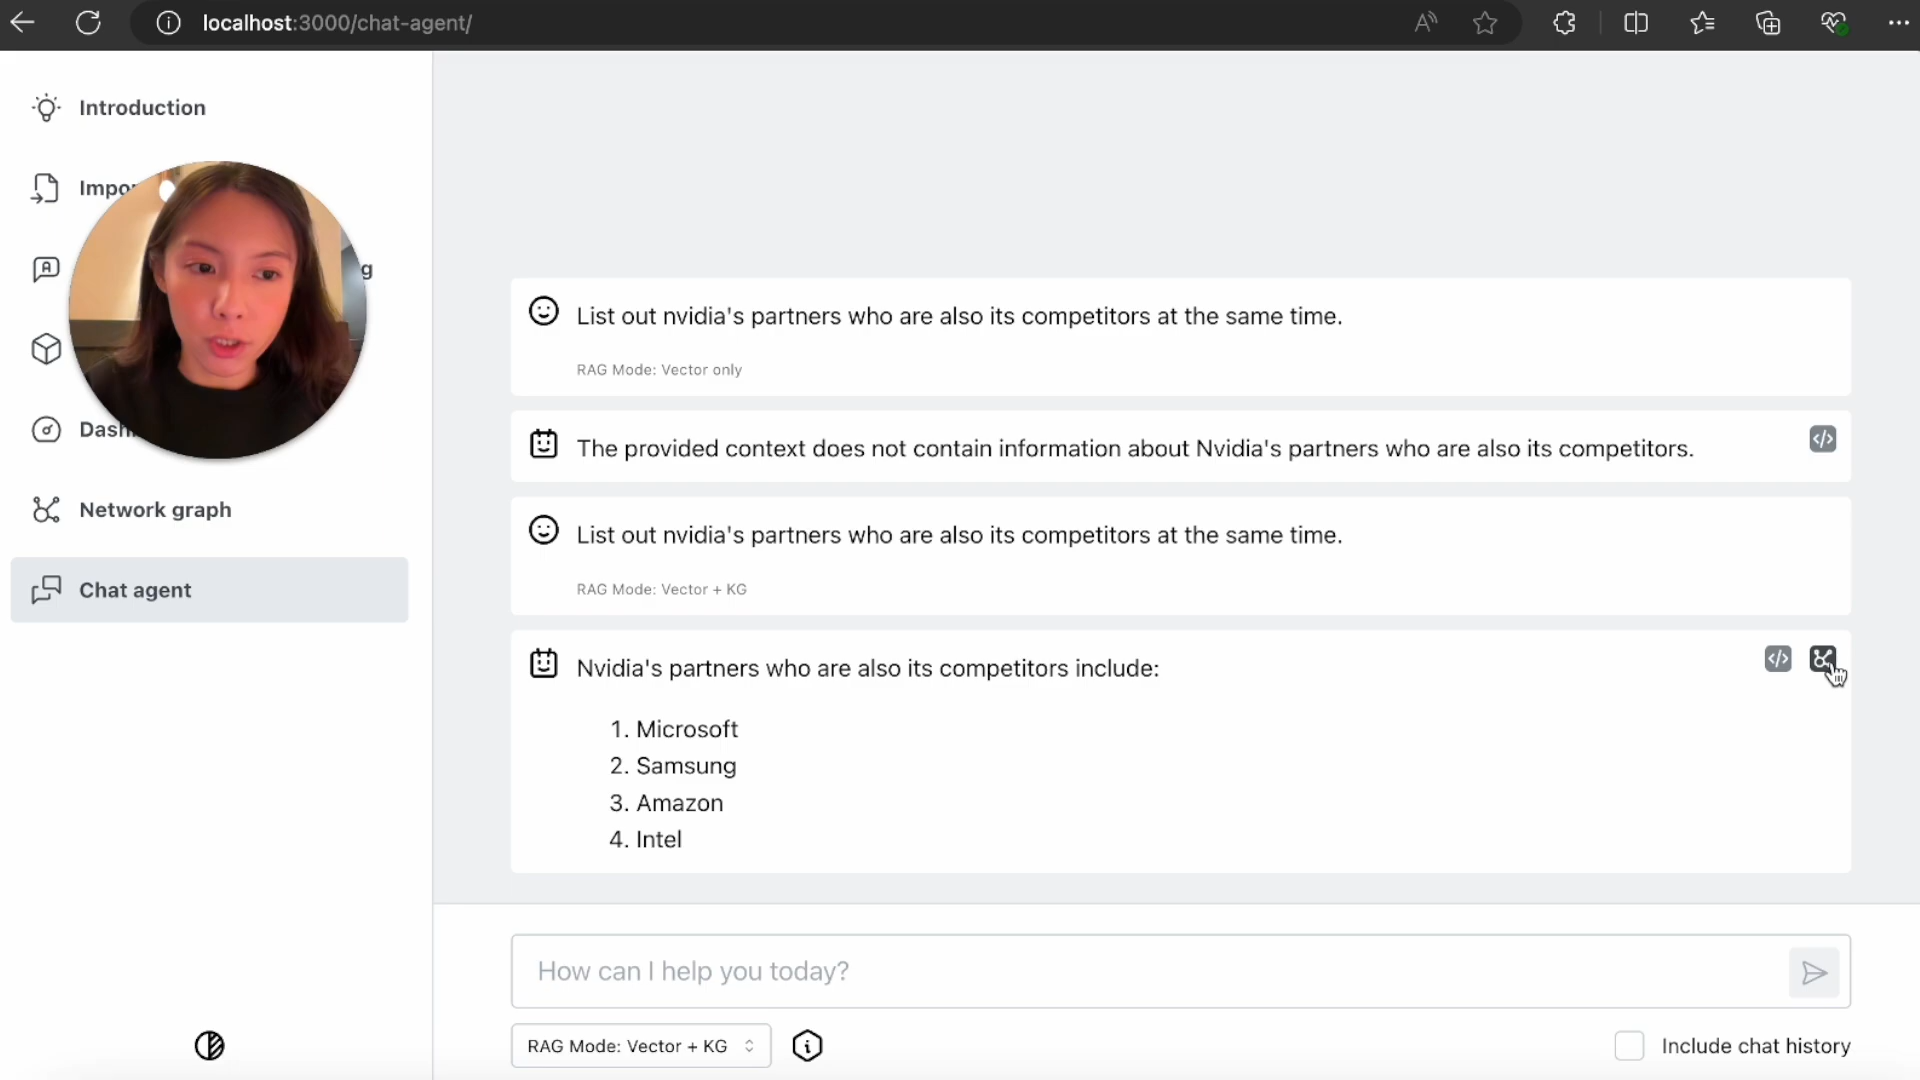 localhost:3000/chat-agent/
Introduction
Impo
g
Dash
Network graph
Chat agent
List out nvidia's partners who are also its competitors at the same time.
RAG Mode: Vector only
The provided context does not contain information about Nvidia's partners who are also its competitors.
List out nvidia's partners who are also its competitors at the same time.
RAG Mode: Vector + KG
Nvidia's partners who are also its competitors include:
1. Microsoft
2. Samsung
3. Amazon
4. Intel
How can I help you today?
RAG Mode: Vector + KG
Include chat history